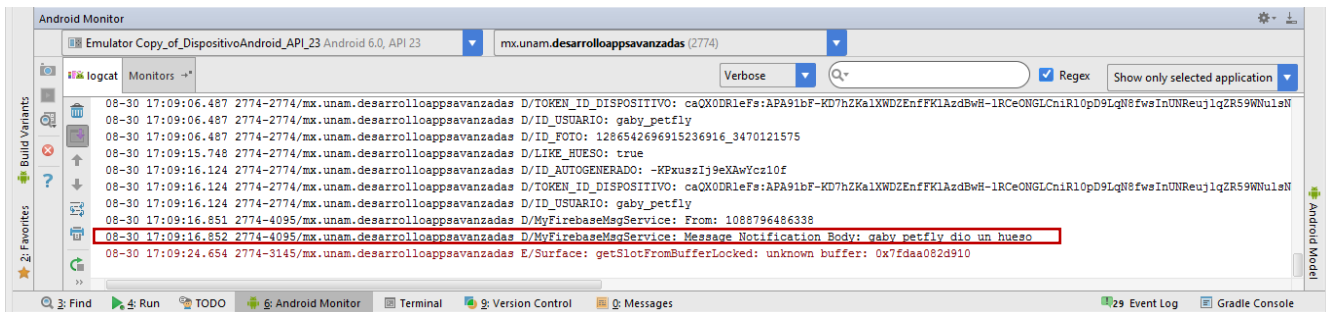 Android Monitor
Emulator Copy_of_DispositivoAndroid_API_23 Android 6.0, API 23
mx.unam.desarrolloappsavanzadas (2774)
logcat
Monitors
Verbose
Regex
Show only selected application
08-30 17:09:06.487 2774-2774/mx.unam.desarrolloappsavanzadas D/TOKEN_ID_DISPOSITIVO: caQX0DRleFs:APA91bF-KD7hZKalXWDZEnfFKlAzdBwH-lRCeONGLCniRl0pD9LqN8fwsInUNReujlqZR59WNulsN
08-30 17:09:06.487 2774-2774/mx.unam.desarrolloappsavanzadas D/ID_USUARIO: gaby_petfly
08-30 17:09:06.487 2774-2774/mx.unam.desarrolloappsavanzadas D/ID_FOTO: 1286542696915236916_3470121575
08-30 17:09:15.748 2774-2774/mx.unam.desarrolloappsavanzadas D/LIKE_HUESO: true
08-30 17:09:16.124 2774-2774/mx.unam.desarrolloappsavanzadas D/ID_AUTOGENERADO: -KPxuszIj9eXAwYcz10f
08-30 17:09:16.124 2774-2774/mx.unam.desarrolloappsavanzadas D/TOKEN_ID_DISPOSITIVO: caQX0DRleFs:APA91bF-KD7hZKalXWDZEnfFKlAzdBwH-lRCeONGLCniRl0pD9LqN8fwsInUNReujlqZR59WNulsN
08-30 17:09:16.124 2774-2774/mx.unam.desarrolloappsavanzadas D/ID_USUARIO: gaby_petfly
08-30 17:09:16.851 2774-4095/mx.unam.desarrolloappsavanzadas D/MyFirebaseMsgService: From: 1088796486338
08-30 17:09:16.852 2774-4095/mx.unam.desarrolloappsavanzadas D/MyFirebaseMsgService: Message Notification Body: gaby_petfly dio un hueso
08-30 17:09:24.654 2774-3145/mx.unam.desarrolloappsavanzadas E/Surface: getSlotFromBufferLocked: unknown buffer: 0x7fdaa082d910
Build Variants
2: Favorites
Android Model
3: Find
4: Run
TODO
6: Android Monitor
Terminal
9: Version Control
0: Messages
29 Event Log
Gradle Console